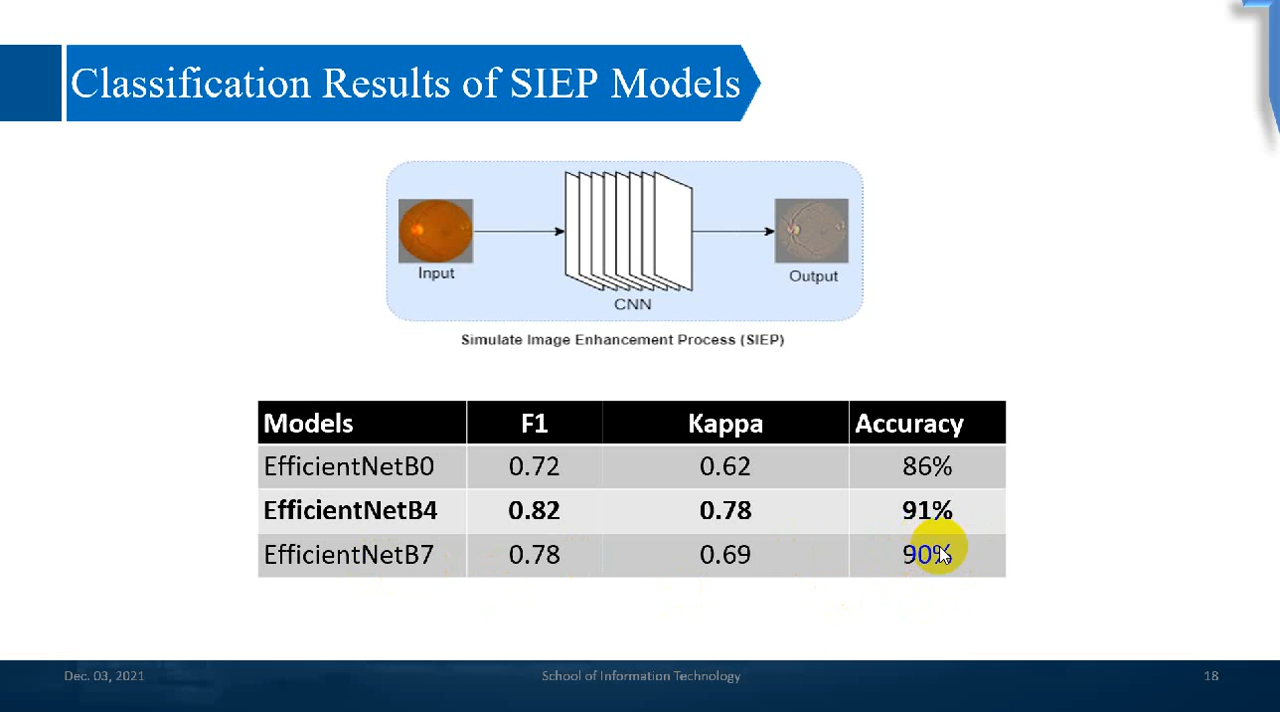 Classification Results of SIEP Models
Input
CNN
Output
Simulate Image Enhancement Process (SIEP)
Models F1 Kappa Accuracy
EfficientNetB0 0.72 0.62 86%
EfficientNetB4 0.82 0.78 91%
EfficientNetB7 0.78 0.69 90%
Dec. 03, 2021 School of Information Technology 18